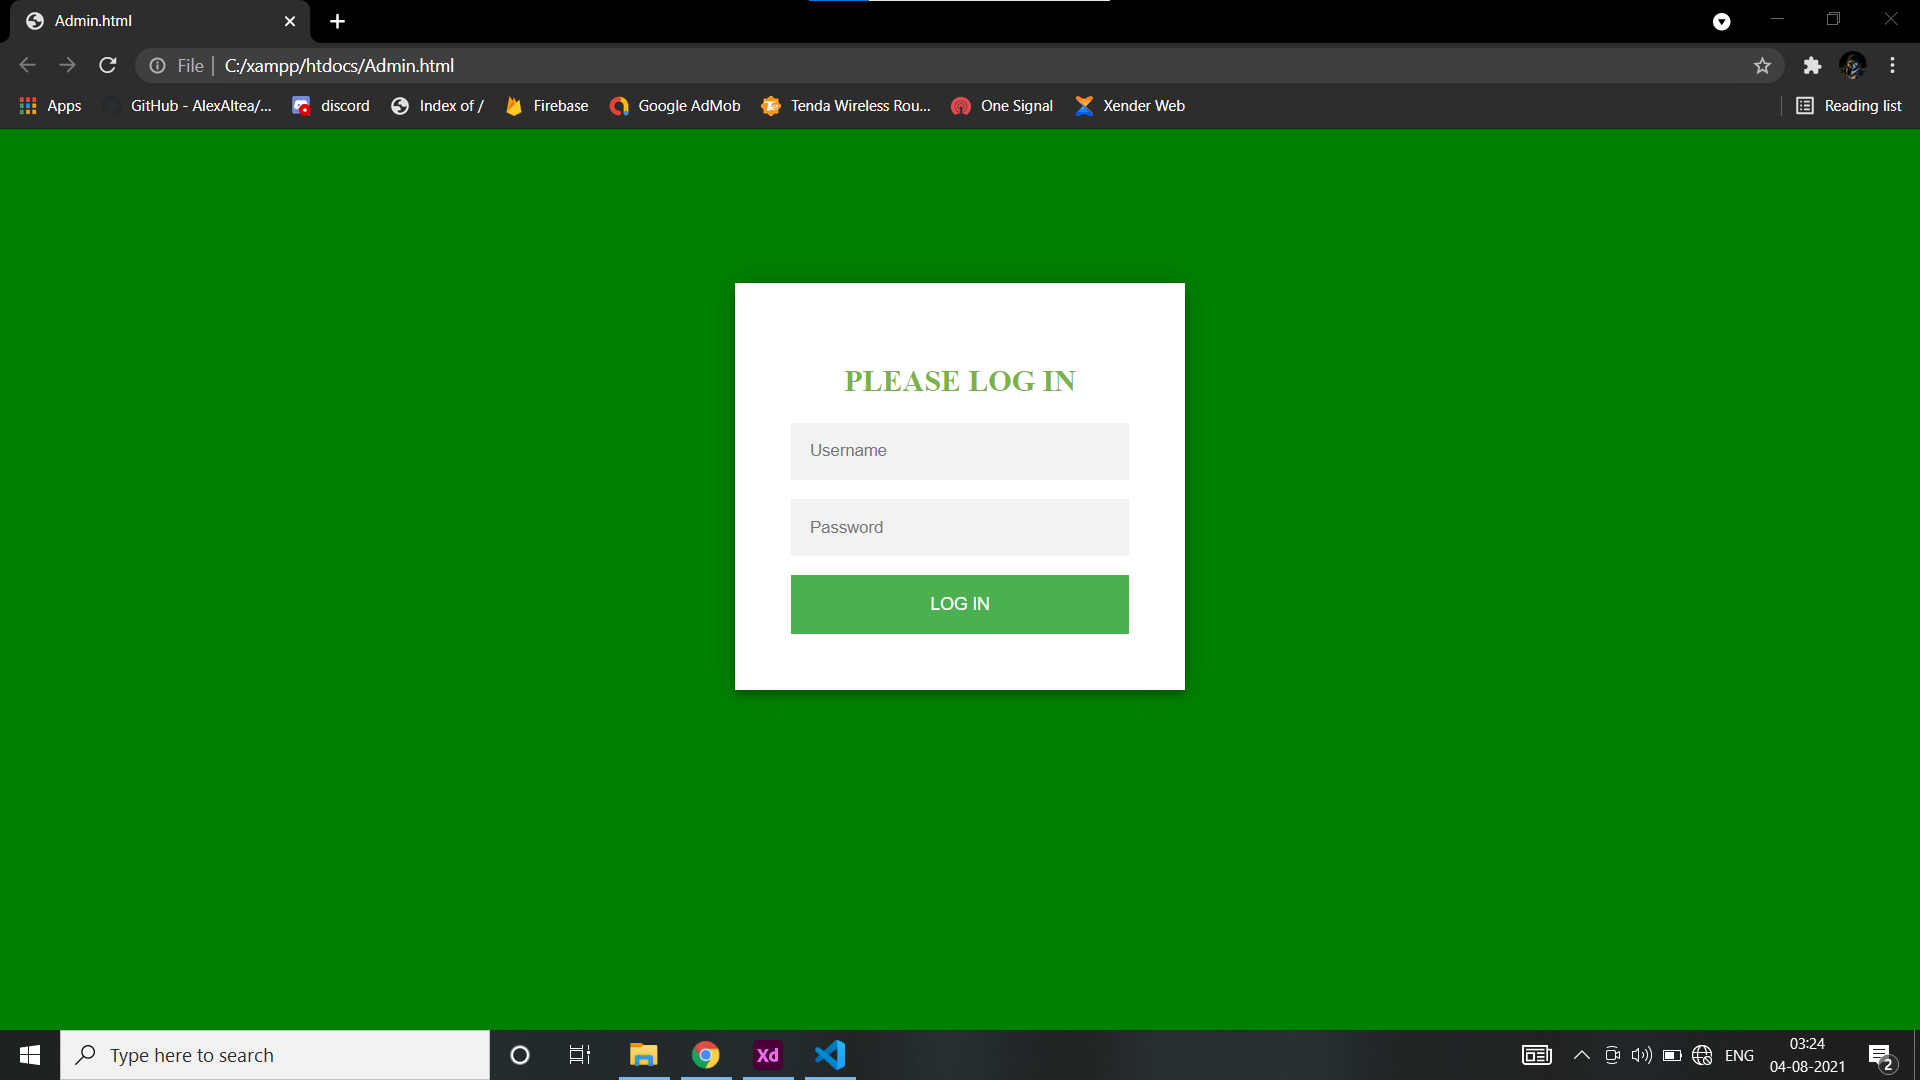 Admin.html
File C:/xampp/htdocs/Admin.html
Apps GitHub - AlexAltea/... discord Index of / Firebase Google AdMob Tenda Wireless Rou... One Signal Xender Web Reading list
PLEASE LOG IN
Username
Password
LOG IN
Type here to search Xd ENG 03:24
04-08-2021 2